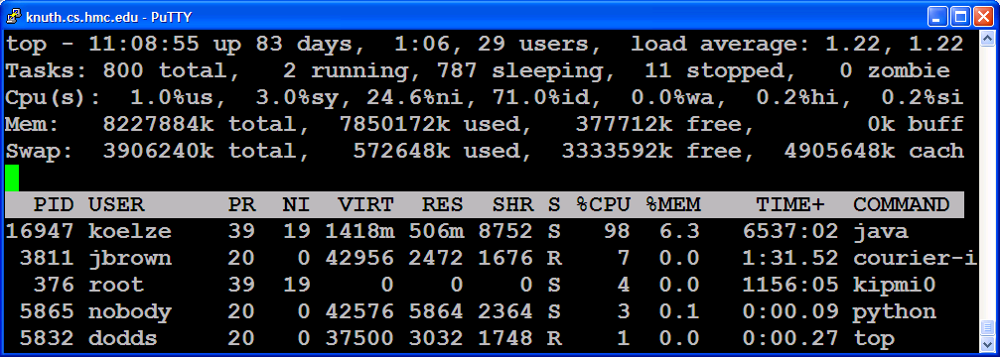 knuth.cs.hmc.edu - PuTTY
top - 11:08:55 up 83 days,  1:06, 29 users,  load average: 1.22, 1.22
Tasks: 800 total,   2 running, 787 sleeping,  11 stopped,   0 zombie
Cpu(s):  1.0%us,  3.0%sy, 24.6%ni, 71.0%id,  0.0%wa,  0.2%hi,  0.2%si
Mem:   8227884k total,  7850172k used,   377712k free,        0k buff
Swap:  3906240k total,   572648k used,  3333592k free,  4905648k cach
  PID USER      PR  NI  VIRT  RES  SHR S %CPU %MEM    TIME+  COMMAND
16947 koelze    39  19 1418m 506m 8752 S   98  6.3   6537:02 java
 3811 jbrown    20   0 42956 2472 1676 R    7  0.0   1:31.52 courier-i
  376 root      39  19     0    0    0 S    4  0.0   1156:05 kipmi0
 5865 nobody    20   0 42576 5864 2364 S    3  0.1   0:00.09 python
 5832 dodds     20   0 37500 3032 1748 R    1  0.0   0:00.27 top